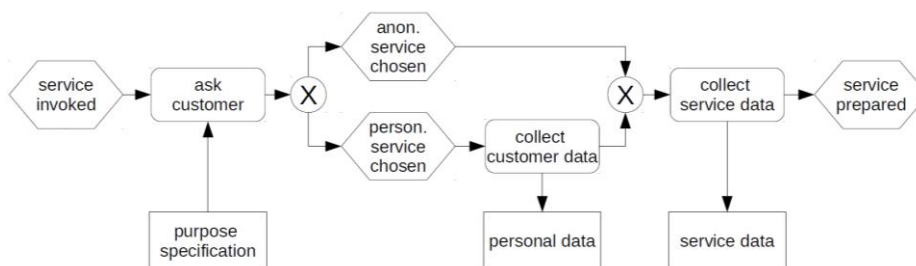 service
invoked
ask
customer
X
anon.
service
chosen
person.
service
chosen
collect
customer data
X
collect
service data
service
prepared
purpose
specification
personal data
service data